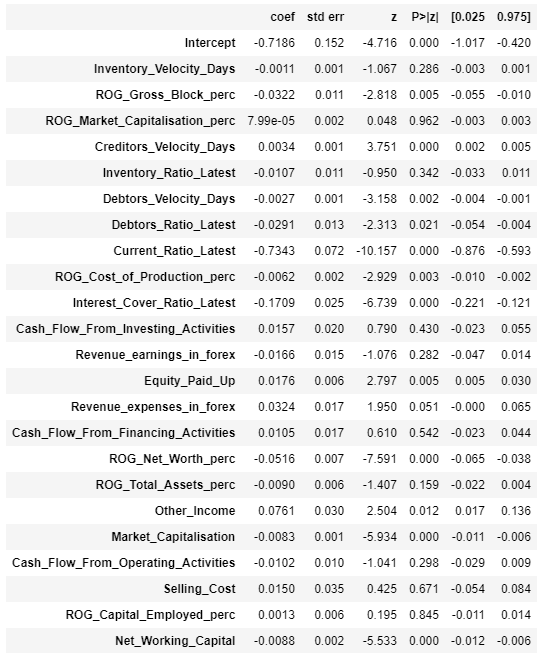 coef std err z P>|z| [0.025 0.975]
Intercept -0.7186 0.152 -4.716 0.000 -1.017 -0.420
Inventory_Velocity_Days -0.0011 0.001 -1.067 0.286 -0.003 0.001
ROG_Gross_Block_perc -0.0322 0.011 -2.818 0.005 -0.055 -0.010
ROG_Market_Capitalisation_perc 7.99e-05 0.002 0.048 0.962 -0.003 0.003
Creditors_Velocity_Days 0.0034 0.001 3.751 0.000 0.002 0.005
Inventory_Ratio_Latest -0.0107 0.011 -0.950 0.342 -0.033 0.011
Debtors_Velocity_Days -0.0027 0.001 -3.158 0.002 -0.004 -0.001
Debtors_Ratio_Latest -0.0291 0.013 -2.313 0.021 -0.054 -0.004
Current_Ratio_Latest -0.7343 0.072 -10.157 0.000 -0.876 -0.593
ROG_Cost_of_Production_perc -0.0062 0.002 -2.929 0.003 -0.010 -0.002
Interest_Cover_Ratio_Latest -0.1709 0.025 -6.739 0.000 -0.221 -0.121
Cash_Flow_From_Investing_Activities 0.0157 0.020 0.790 0.430 -0.023 0.055
Revenue_earnings_in_forex -0.0166 0.015 -1.076 0.282 -0.047 0.014
Equity_Paid_Up 0.0176 0.006 2.797 0.005 0.005 0.030
Revenue_expenses_in_forex 0.0324 0.017 1.950 0.051 -0.000 0.065
Cash_Flow_From_Financing_Activities 0.0105 0.017 0.610 0.542 -0.023 0.044
ROG_Net_Worth_perc -0.0516 0.007 -7.591 0.000 -0.065 -0.038
ROG_Total_Assets_perc -0.0090 0.006 -1.407 0.159 -0.022 0.004
Other_Income 0.0761 0.030 2.504 0.012 0.017 0.136
Market_Capitalisation -0.0083 0.001 -5.934 0.000 -0.011 -0.006
Cash_Flow_From_Operating_Activities -0.0102 0.010 -1.041 0.298 -0.029 0.009
Selling_Cost 0.0150 0.035 0.425 0.671 -0.054 0.084
ROG_Capital_Employed_perc 0.0013 0.006 0.195 0.845 -0.011 0.014
Net_Working_Capital -0.0088 0.002 -5.533 0.000 -0.012 -0.006